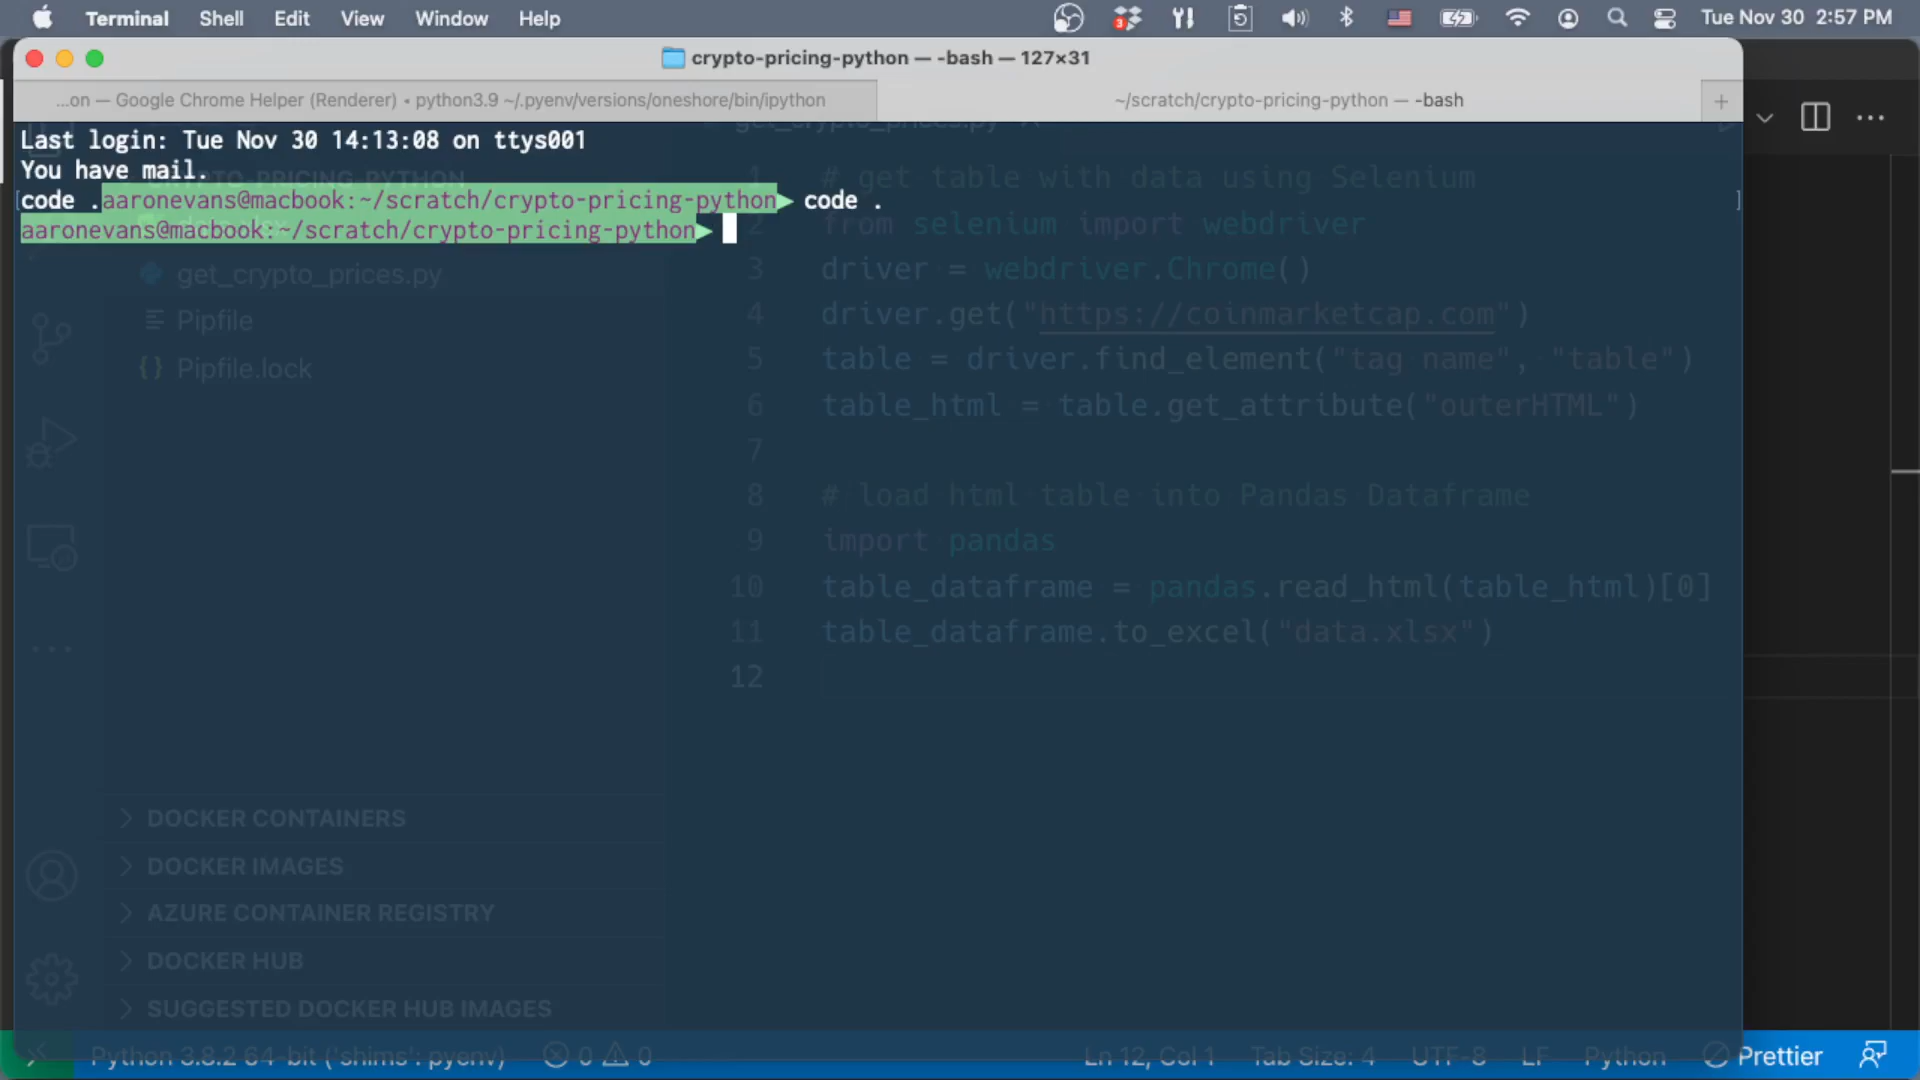 Terminal Shell Edit View Window Help Tue Nov 30 2:57 PM
crypto-pricing-python — -bash — 127×31
...on — Google Chrome Helper (Renderer) • python3.9 ~/.pyenv/versions/oneshore/bin/ipython
~/scratch/crypto-pricing-python — -bash
Last login: Tue Nov 30 14:13:08 on ttys001
You have mail.
code .aaronevans@macbook:~/scratch/crypto-pricing-python code .
aaronevans@macbook:~/scratch/crypto-pricing-python
get_crypto_prices.py
CRYPTO-PRICING-PYTHON
data.xlsx
get_crypto_prices.py
Pipfile
{} Pipfile.lock
DOCKER CONTAINERS
DOCKER IMAGES
AZURE CONTAINER REGISTRY
DOCKER HUB
SUGGESTED DOCKER HUB IMAGES
1 # get table with data using Selenium
2 from selenium import webdriver
3 driver = webdriver.Chrome()
4 driver.get("https://coinmarketcap.com")
5 table = driver.find_element("tag name", "table")
6 table_html = table.get_attribute("outerHTML")
7
8 # load html table into Pandas Dataframe
9 import pandas
10 table_dataframe = pandas.read_html(table_html)[0]
11 table_dataframe.to_excel("data.xlsx")
12
Python 3.8.2 64-bit ('shims': pyenv) 0 0 Ln 12, Col 1 Tab Size: 4 UTF-8 LF Python Prettier